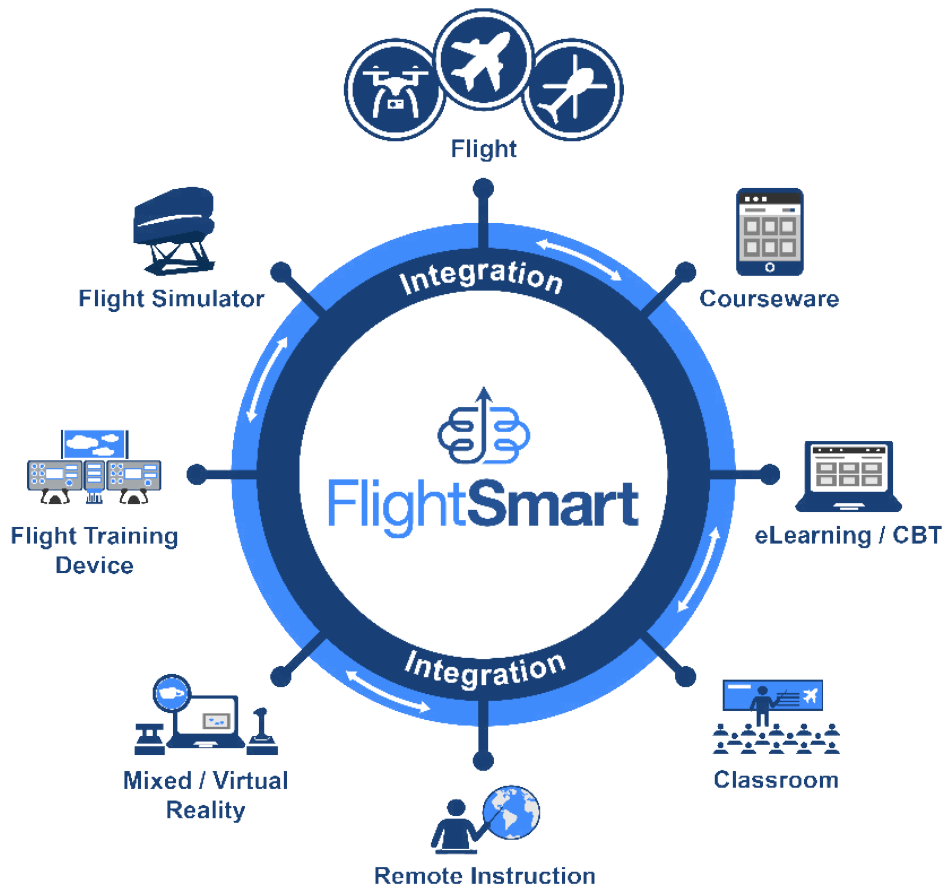 Flight
Integration
Flight Simulator
Courseware
FlightSmart
Flight Training
Device
eLearning / CBT
Integration
Mixed / Virtual
Reality
Classroom
Remote Instruction